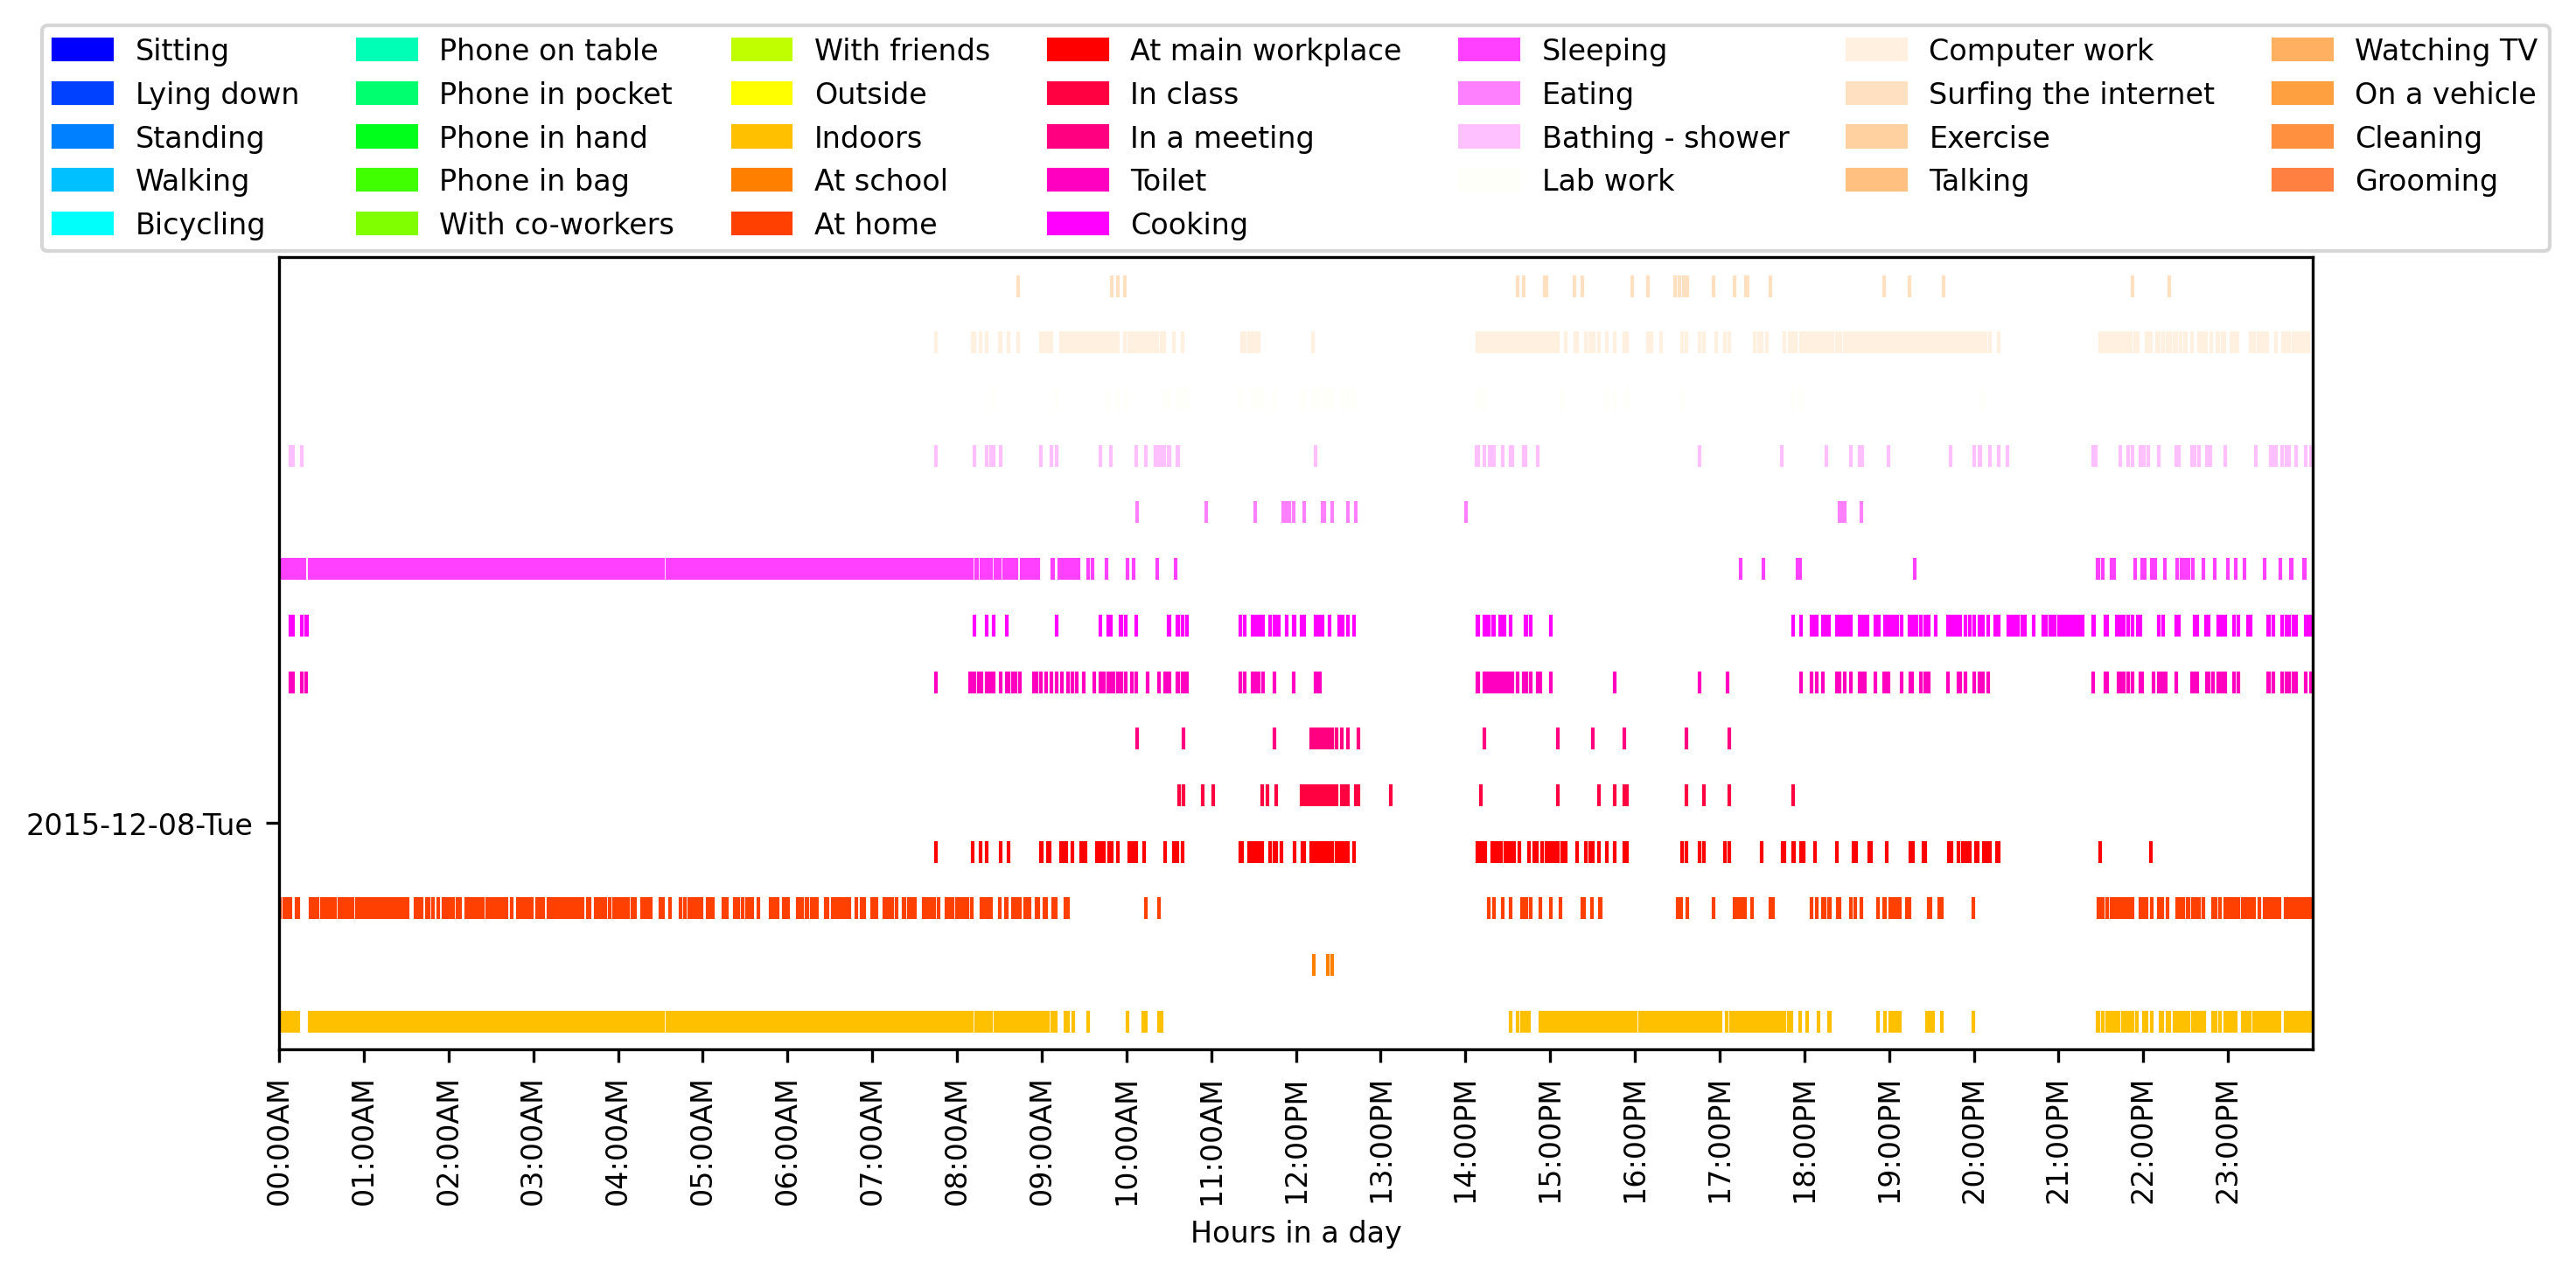 Sitting
Lying down
Standing
Walking
Bicycling
Phone on table
Phone in pocket
Phone in hand
Phone in bag
With co-workers
With friends
Outside
Indoors
At school
At home
At main workplace
In class
In a meeting
Toilet
Cooking
Sleeping
Eating
Bathing - shower
Lab work
Computer work
Surfing the internet
Exercise
Talking
Watching TV
On a vehicle
Cleaning
Grooming
2015-12-08-Tue
00:00AM
01:00AM
02:00AM
03:00AM
04:00AM
05:00AM
06:00AM
07:00AM
08:00AM
09:00AM
10:00AM
11:00AM
12:00PM
13:00PM
14:00PM
15:00PM
16:00PM
17:00PM
18:00PM
19:00PM
20:00PM
21:00PM
22:00PM
23:00PM
Hours in a day